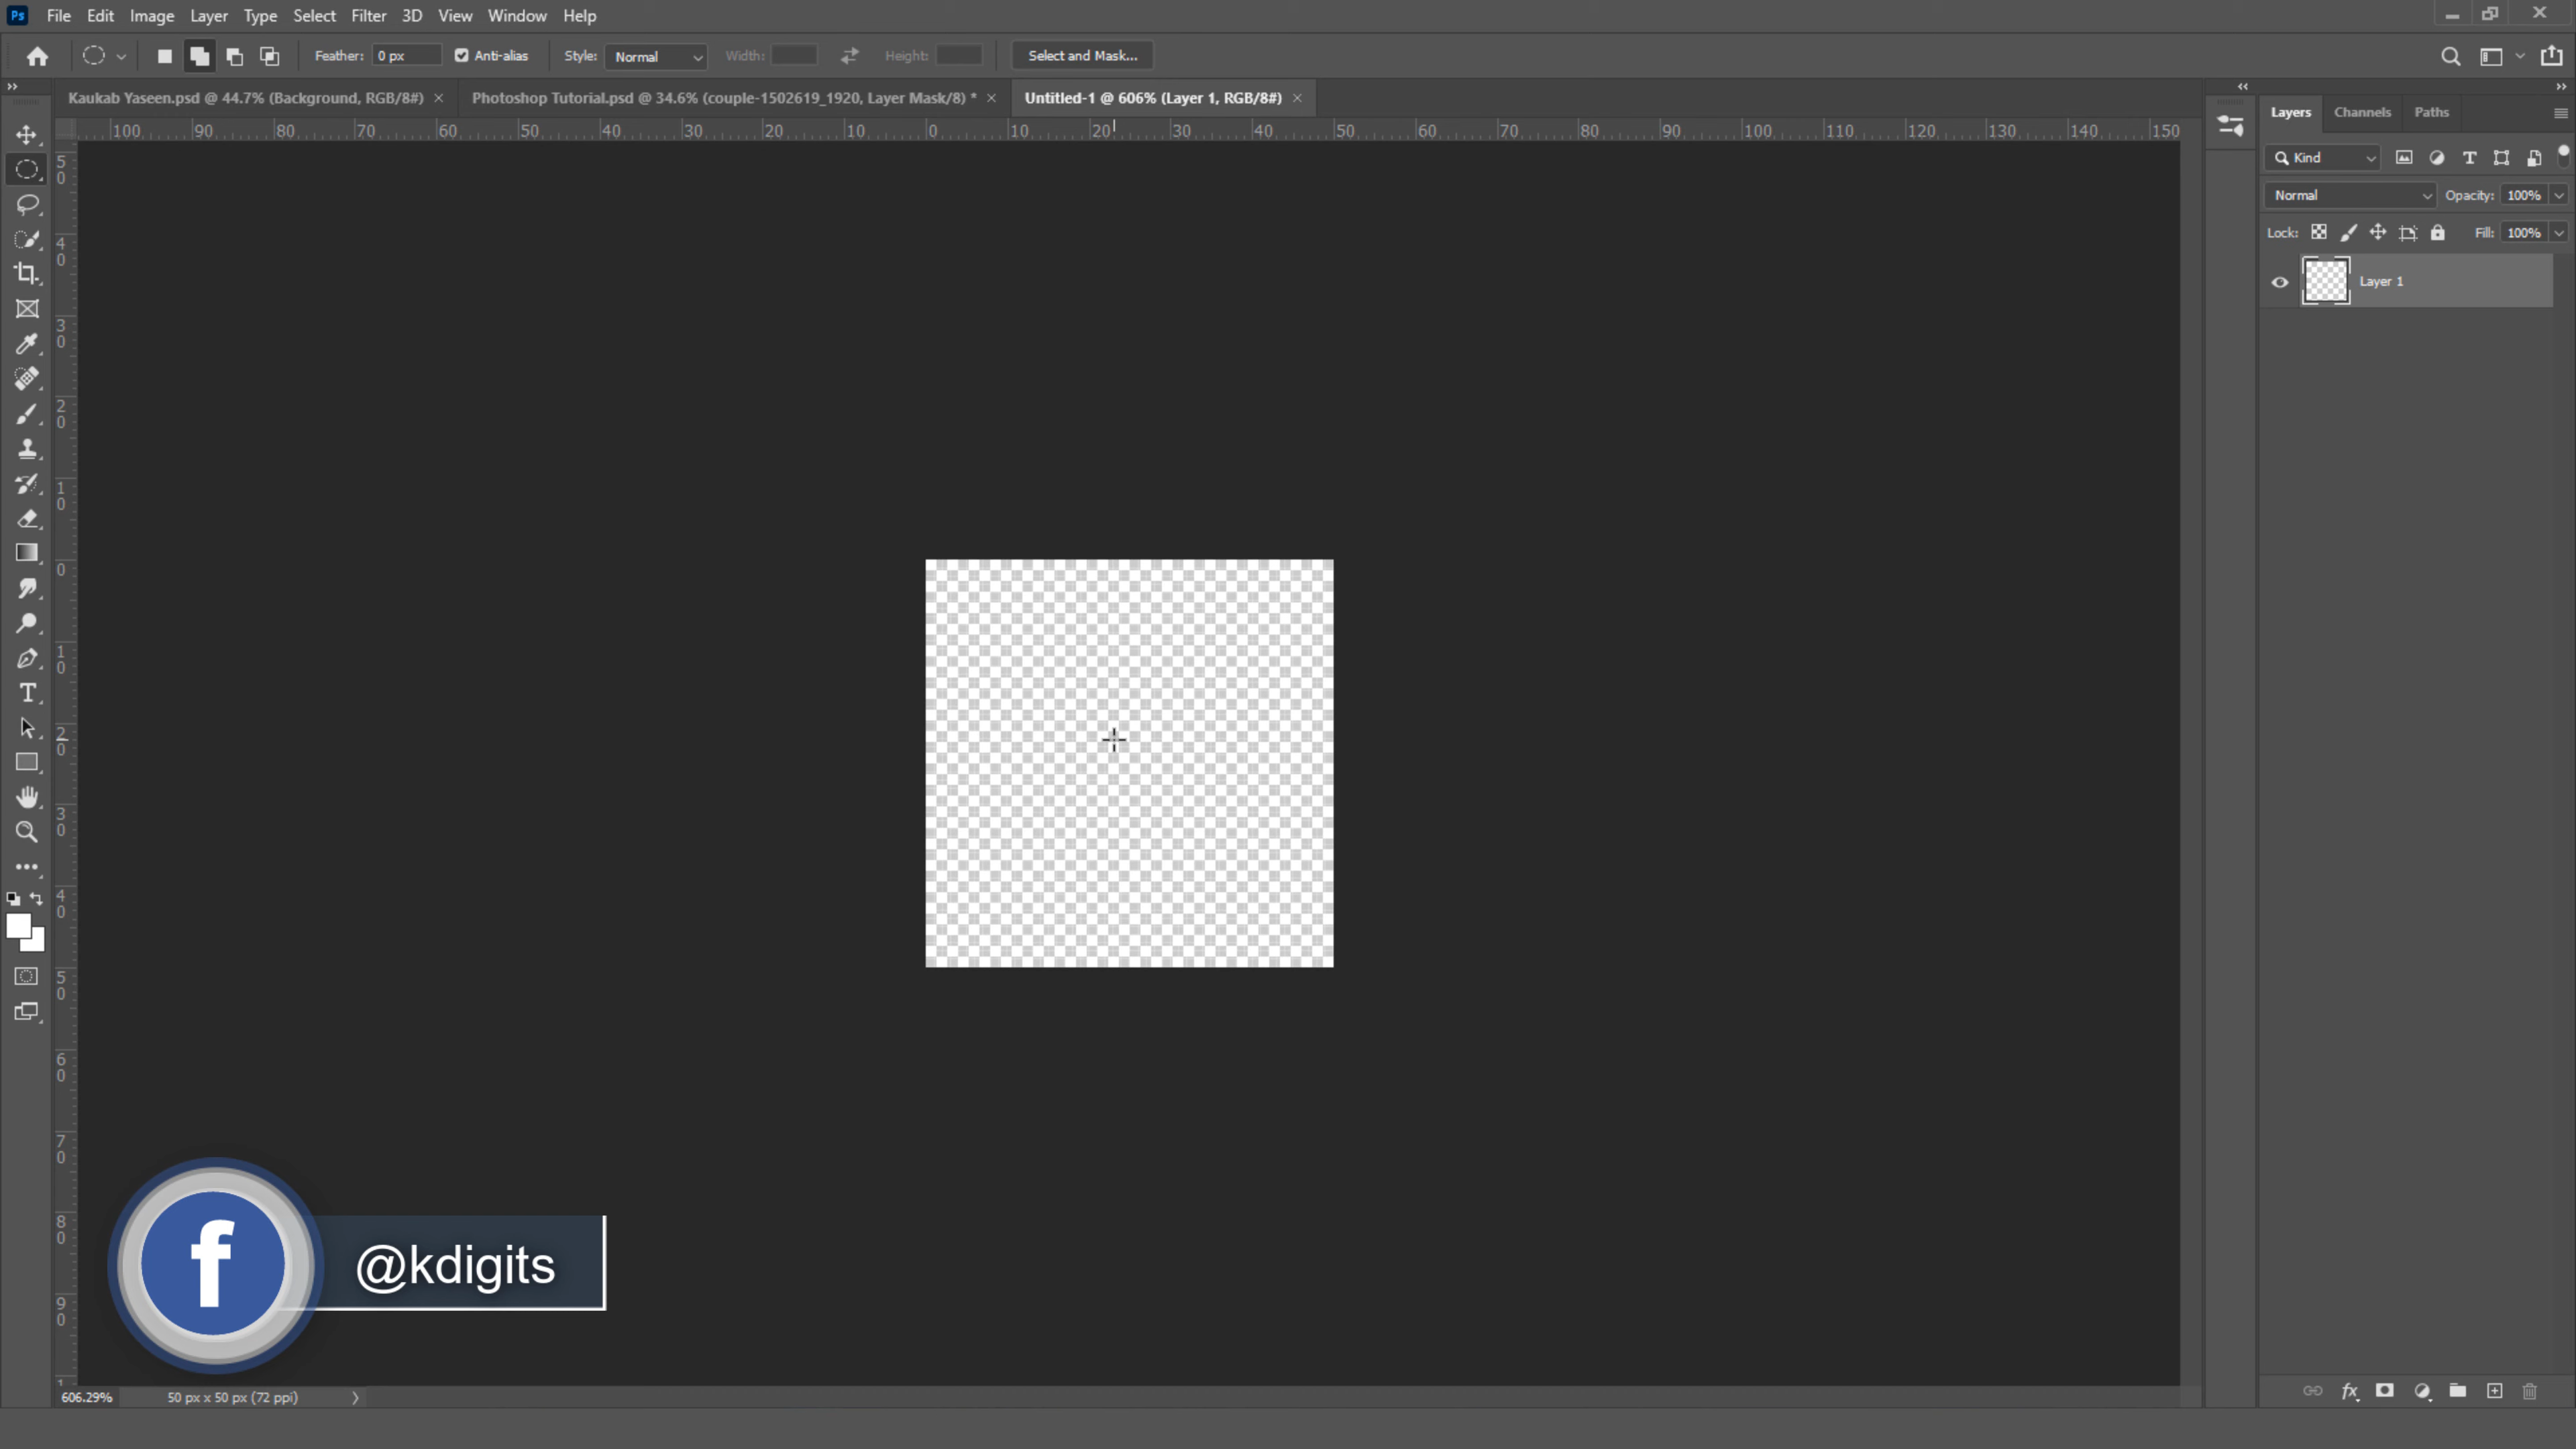 Ps File Edit Image Layer Type Select Filter 3D View Window Help
Feather: 0 px Anti-alias Style: Normal Width: Height: Select and Mask...
Kaukab Yaseen.psd @ 44.7% (Background, RGB/8#) × Photoshop Tutorial.psd @ 34.6% (couple-1502619_1920, Layer Mask/8) * × Untitled-1 @ 606% (Layer 1, RGB/8#) ×
Layers Channels Paths
100 90 80 70 60 50 40 30 20 10 0 10 20 30 40 50 60 70 80 90 100 110 120 130 140 150
Kind
Normal Opacity: 100%
Lock: Fill: 100%
Layer 1
50
40
30
20
10
0
10
20
30
40
50
60
70
80
90
1
f @kdigits
606.29% 50 px x 50 px (72 ppi)
fx